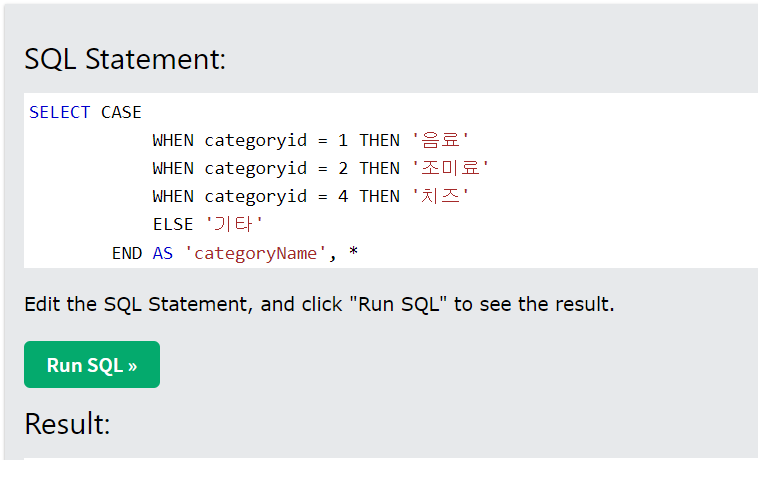 SQL Statement:
SELECT CASE
WHEN categoryid = 1 THEN '음료'
WHEN categoryid = 2 THEN '조미료'
WHEN categoryid = 4 THEN '치즈'
ELSE '기타'
END AS 'categoryName', *
Edit the SQL Statement, and click "Run SQL" to see the result.
Run SQL »
Result: